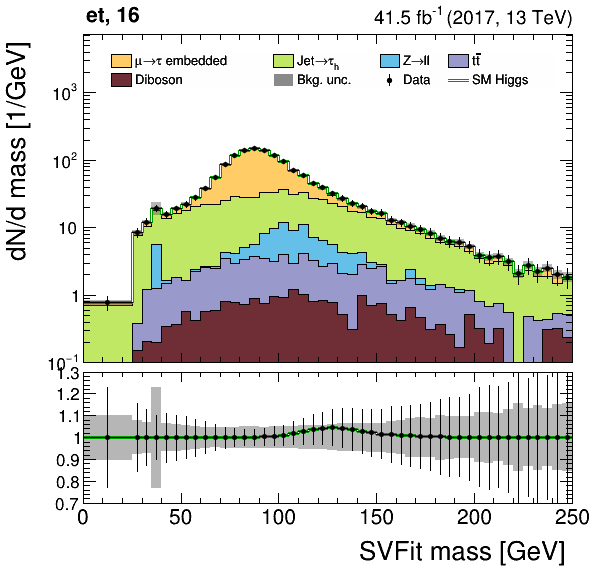 et, 16
41.5 fb⁻¹ (2017, 13 TeV)
μ→τ embedded
Jet→τₕ
Z→ll
tt̄
Diboson
Bkg. unc.
Data
SM Higgs
dN/d mass [1/GeV]
10³
10²
10
1
10⁻¹
1.3
1.2
1.1
1
0.9
0.8
0.7
0 50 100 150 200 250
SVFit mass [GeV]